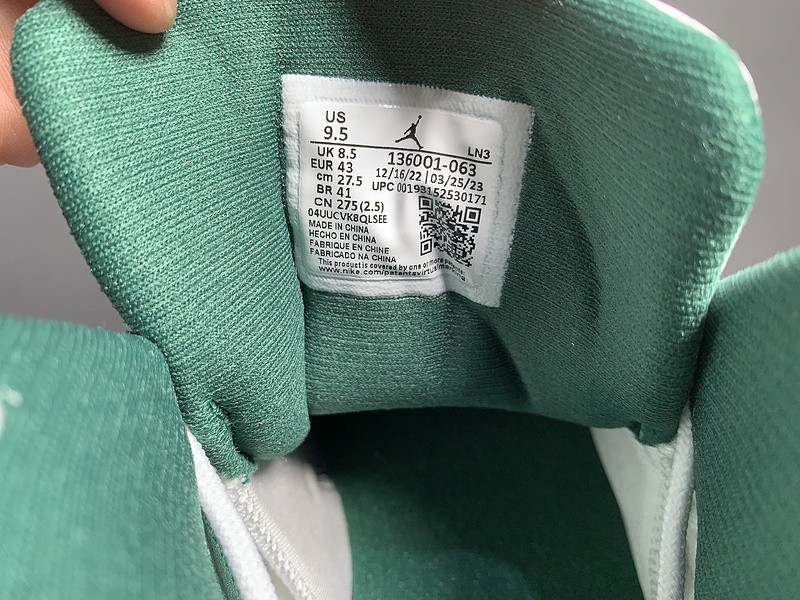 US
9.5
LN3
UK 8.5
136001-063
EUR 43
12/16/22 | 03/25/23
cm 27.5
UPC 00193152530171
BR 41
CN 275(2.5)
04UUCVK8QLSEE
MADE IN CHINA
HECHO EN CHINA
FABRIQUE EN CHINE
FABRICADO NA CHINA
This product is covered by one or more patents.
www.nike.com/patentsvirtualmarking